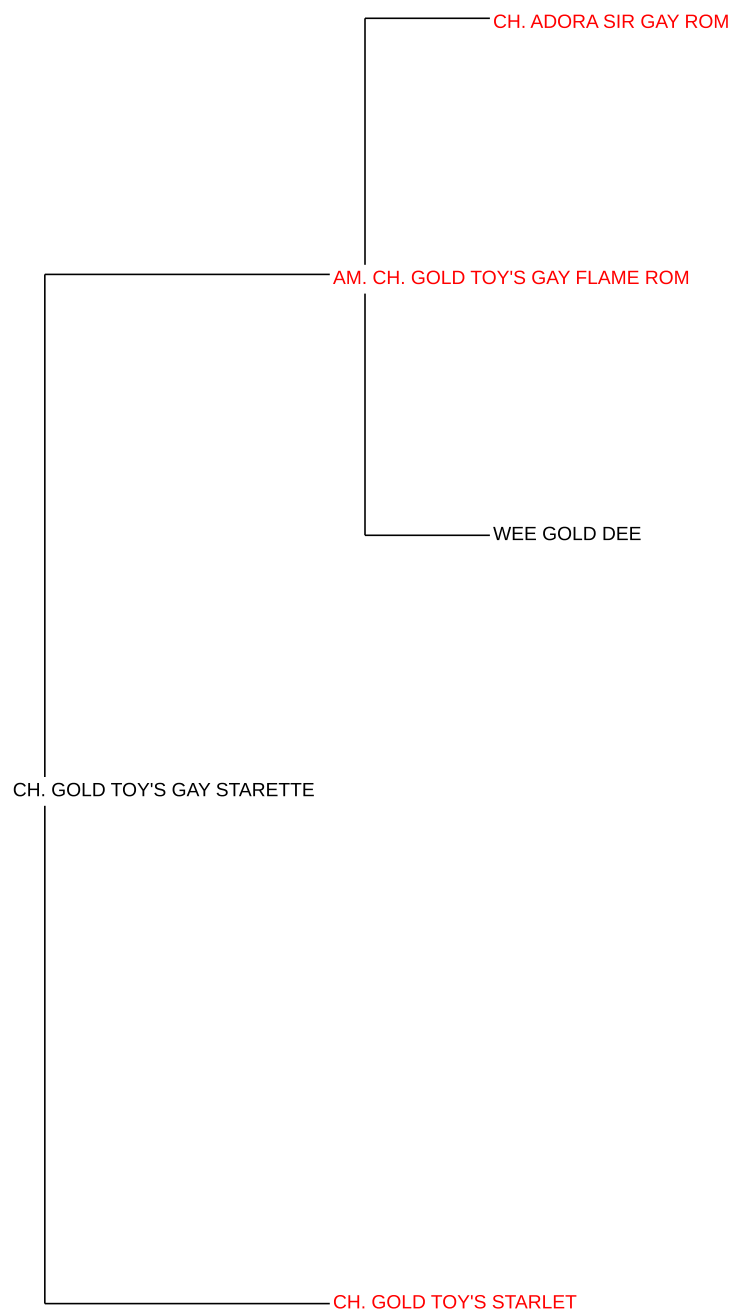 CH. ADORA SIR GAY ROM
AM. CH. GOLD TOY'S GAY FLAME ROM
WEE GOLD DEE
CH. GOLD TOY'S GAY STARETTE
CH. GOLD TOY'S STARLET